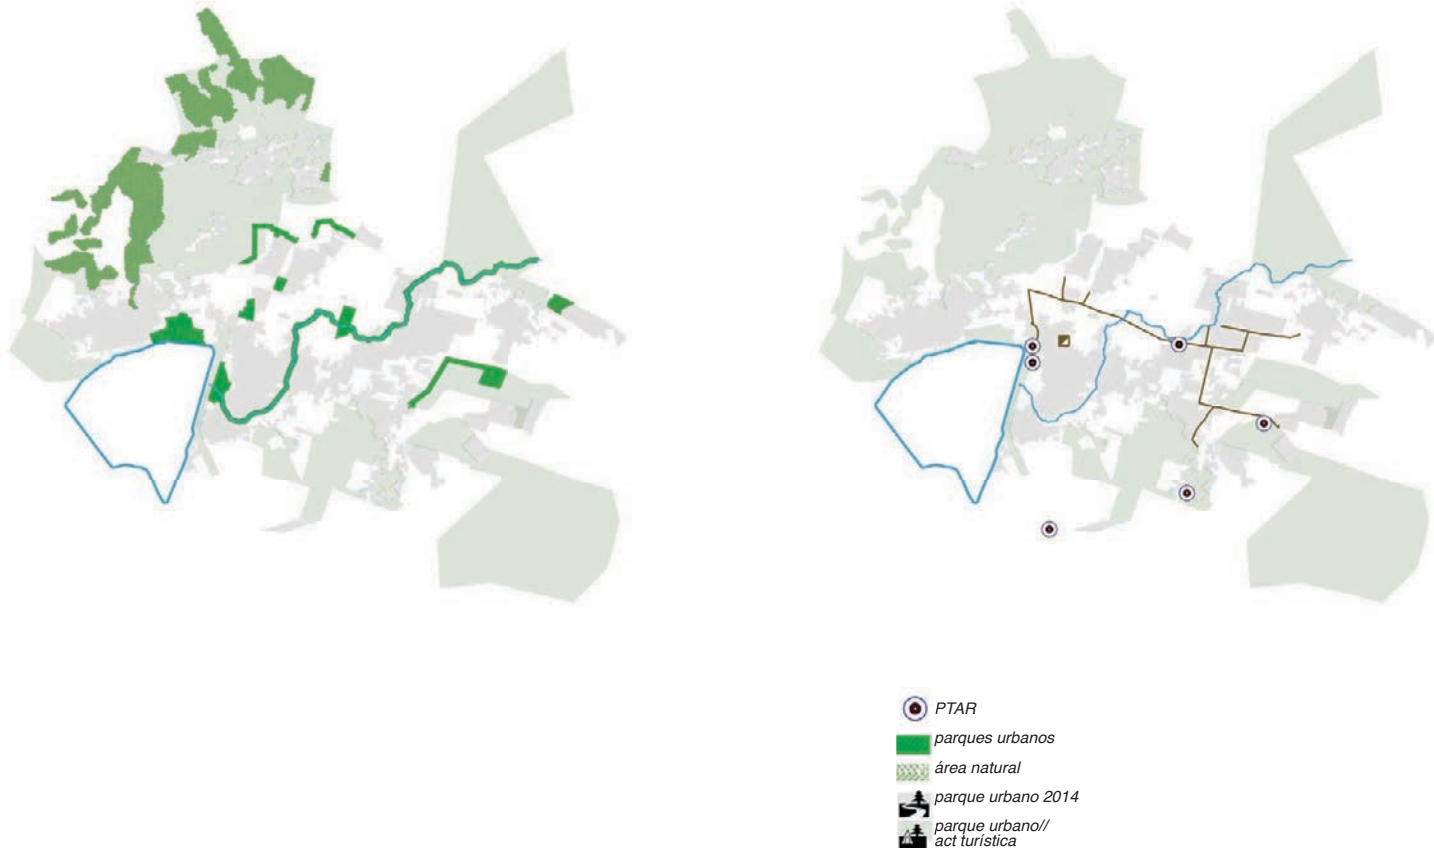 PTAR
parques urbanos
área natural
parque urbano 2014
parque urbano//
act turística